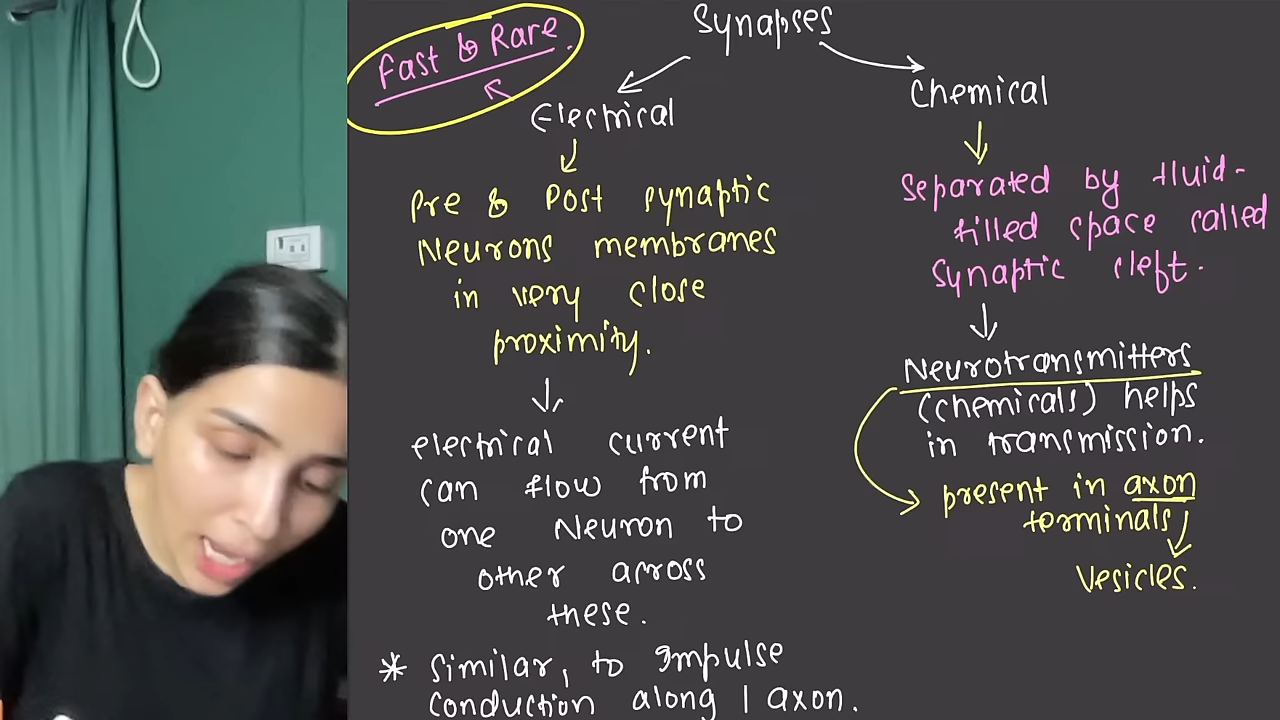 Synapses
Fast & Rare.
Electrical
Pre & Post synaptic
Neurons membranes
in very close
proximity.
electrical current
can flow from
one Neuron to
other across
these.
* Similar, to Impulse
conduction along 1 axon.
Chemical
Separated by fluid-
filled space called
Synaptic cleft.
Neurotransmitters
(chemicals) helps
in transmission.
present in axon
terminals
Vesicles.